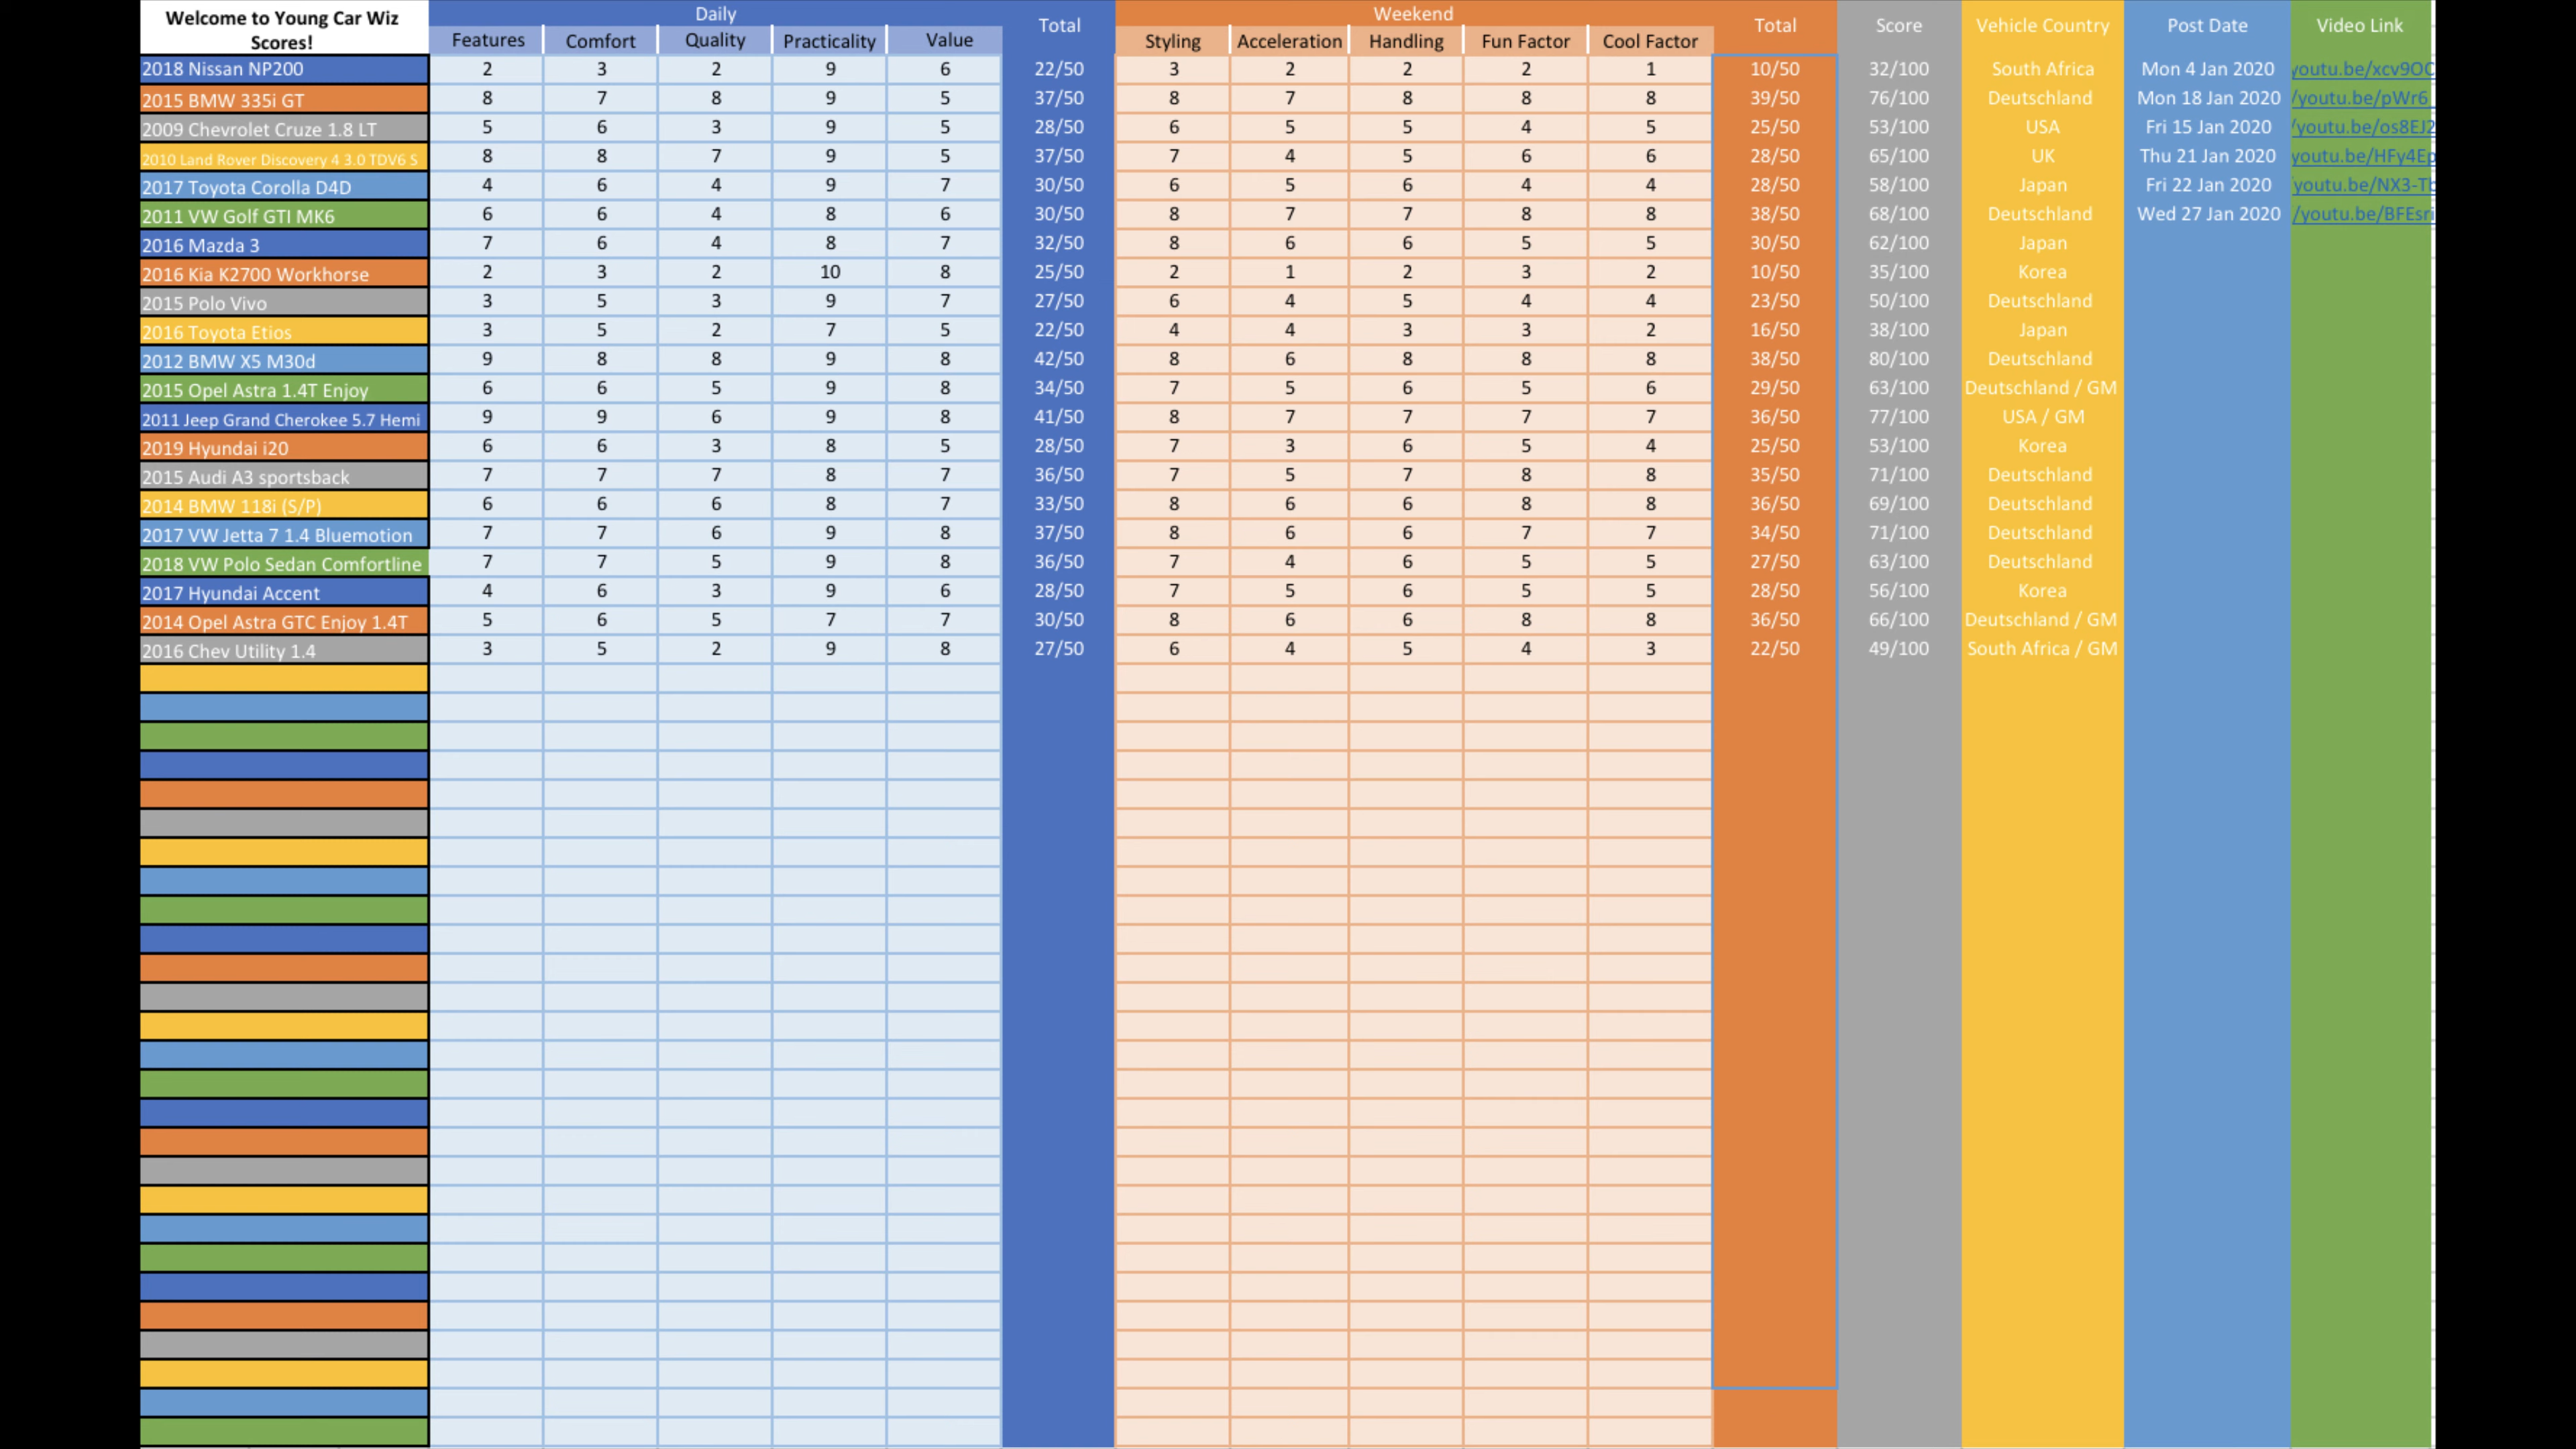 Welcome to Young Car Wiz Scores! Daily Total Weekend Total Score Vehicle Country Post Date Video Link
Features Comfort Quality Practicality Value Styling Acceleration Handling Fun Factor Cool Factor
2018 Nissan NP200 2 3 2 9 6 22/50 3 2 2 2 1 10/50 32/100 South Africa Mon 4 Jan 2020 youtu.be/xcv9OC
2015 BMW 335i GT 8 7 8 9 5 37/50 8 7 8 8 8 39/50 76/100 Deutschland Mon 18 Jan 2020 /youtu.be/pWr6_
2009 Chevrolet Cruze 1.8 LT 5 6 3 9 5 28/50 6 5 5 4 5 25/50 53/100 USA Fri 15 Jan 2020 /youtu.be/os8EJ2
2010 Land Rover Discovery 4 3.0 TDV6 S 8 8 7 9 5 37/50 7 4 5 6 6 28/50 65/100 UK Thu 21 Jan 2020 youtu.be/HFy4Ep
2017 Toyota Corolla D4D 4 6 4 9 7 30/50 6 5 6 4 4 28/50 58/100 Japan Fri 22 Jan 2020 youtu.be/NX3-Tb
2011 VW Golf GTI MK6 6 6 4 8 6 30/50 8 7 7 8 8 38/50 68/100 Deutschland Wed 27 Jan 2020 /youtu.be/BFEsri
2016 Mazda 3 7 6 4 8 7 32/50 8 6 6 5 5 30/50 62/100 Japan
2016 Kia K2700 Workhorse 2 3 2 10 8 25/50 2 1 2 3 2 10/50 35/100 Korea
2015 Polo Vivo 3 5 3 9 7 27/50 6 4 5 4 4 23/50 50/100 Deutschland
2016 Toyota Etios 3 5 2 7 5 22/50 4 4 3 3 2 16/50 38/100 Japan
2012 BMW X5 M30d 9 8 8 9 8 42/50 8 6 8 8 8 38/50 80/100 Deutschland
2015 Opel Astra 1.4T Enjoy 6 6 5 9 8 34/50 7 5 6 5 6 29/50 63/100 Deutschland / GM
2011 Jeep Grand Cherokee 5.7 Hemi 9 9 6 9 8 41/50 8 7 7 7 7 36/50 77/100 USA / GM
2019 Hyundai i20 6 6 3 8 5 28/50 7 3 6 5 4 25/50 53/100 Korea
2015 Audi A3 sportsback 7 7 7 8 7 36/50 7 5 7 8 8 35/50 71/100 Deutschland
2014 BMW 118i (S/P) 6 6 6 8 7 33/50 8 6 6 8 8 36/50 69/100 Deutschland
2017 VW Jetta 7 1.4 Bluemotion 7 7 6 9 8 37/50 8 6 6 7 7 34/50 71/100 Deutschland
2018 VW Polo Sedan Comfortline 7 7 5 9 8 36/50 7 4 6 5 5 27/50 63/100 Deutschland
2017 Hyundai Accent 4 6 3 9 6 28/50 7 5 6 5 5 28/50 56/100 Korea
2014 Opel Astra GTC Enjoy 1.4T 5 6 5 7 7 30/50 8 6 6 8 8 36/50 66/100 Deutschland / GM
2016 Chev Utility 1.4 3 5 2 9 8 27/50 6 4 5 4 3 22/50 49/100 South Africa / GM